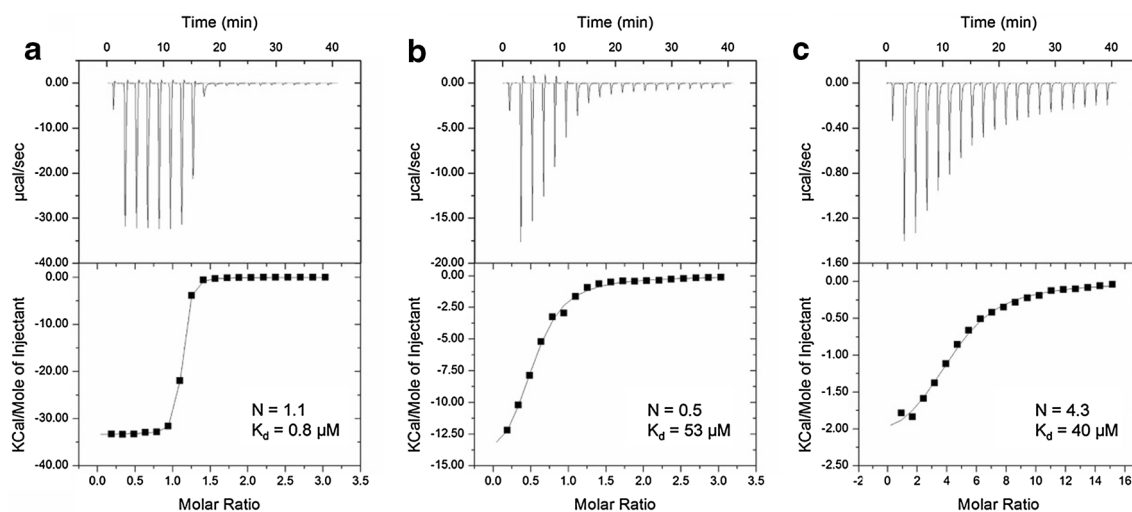 a
Time (min)
0 10 20 30 40
0.00
-10.00
-20.00
-30.00
-40.00
µcal/sec
0.00
-10.00
-20.00
-30.00
-40.00
KCal/Mole of Injectant
N = 1.1
Kd = 0.8 µM
0.0 0.5 1.0 1.5 2.0 2.5 3.0 3.5
Molar Ratio
b
Time (min)
0 10 20 30 40
0.00
-5.00
-10.00
-15.00
-20.00
µcal/sec
0.00
-2.50
-5.00
-7.50
-10.00
-12.50
-15.00
KCal/Mole of Injectant
N = 0.5
Kd = 53 µM
0.0 0.5 1.0 1.5 2.0 2.5 3.0 3.5
Molar Ratio
c
Time (min)
0 10 20 30 40
0.00
-0.40
-0.80
-1.20
-1.60
µcal/sec
0.00
-0.50
-1.00
-1.50
-2.00
-2.50
KCal/Mole of Injectant
N = 4.3
Kd = 40 µM
-2 0 2 4 6 8 10 12 14 16
Molar Ratio